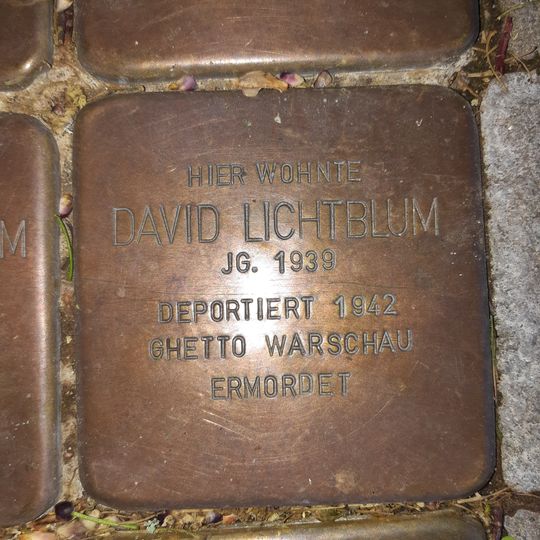 HIER WOHNTE
DAVID LICHTBLUM
JG. 1939
DEPORTIERT 1942
GHETTO WARSCHAU
ERMORDET
M